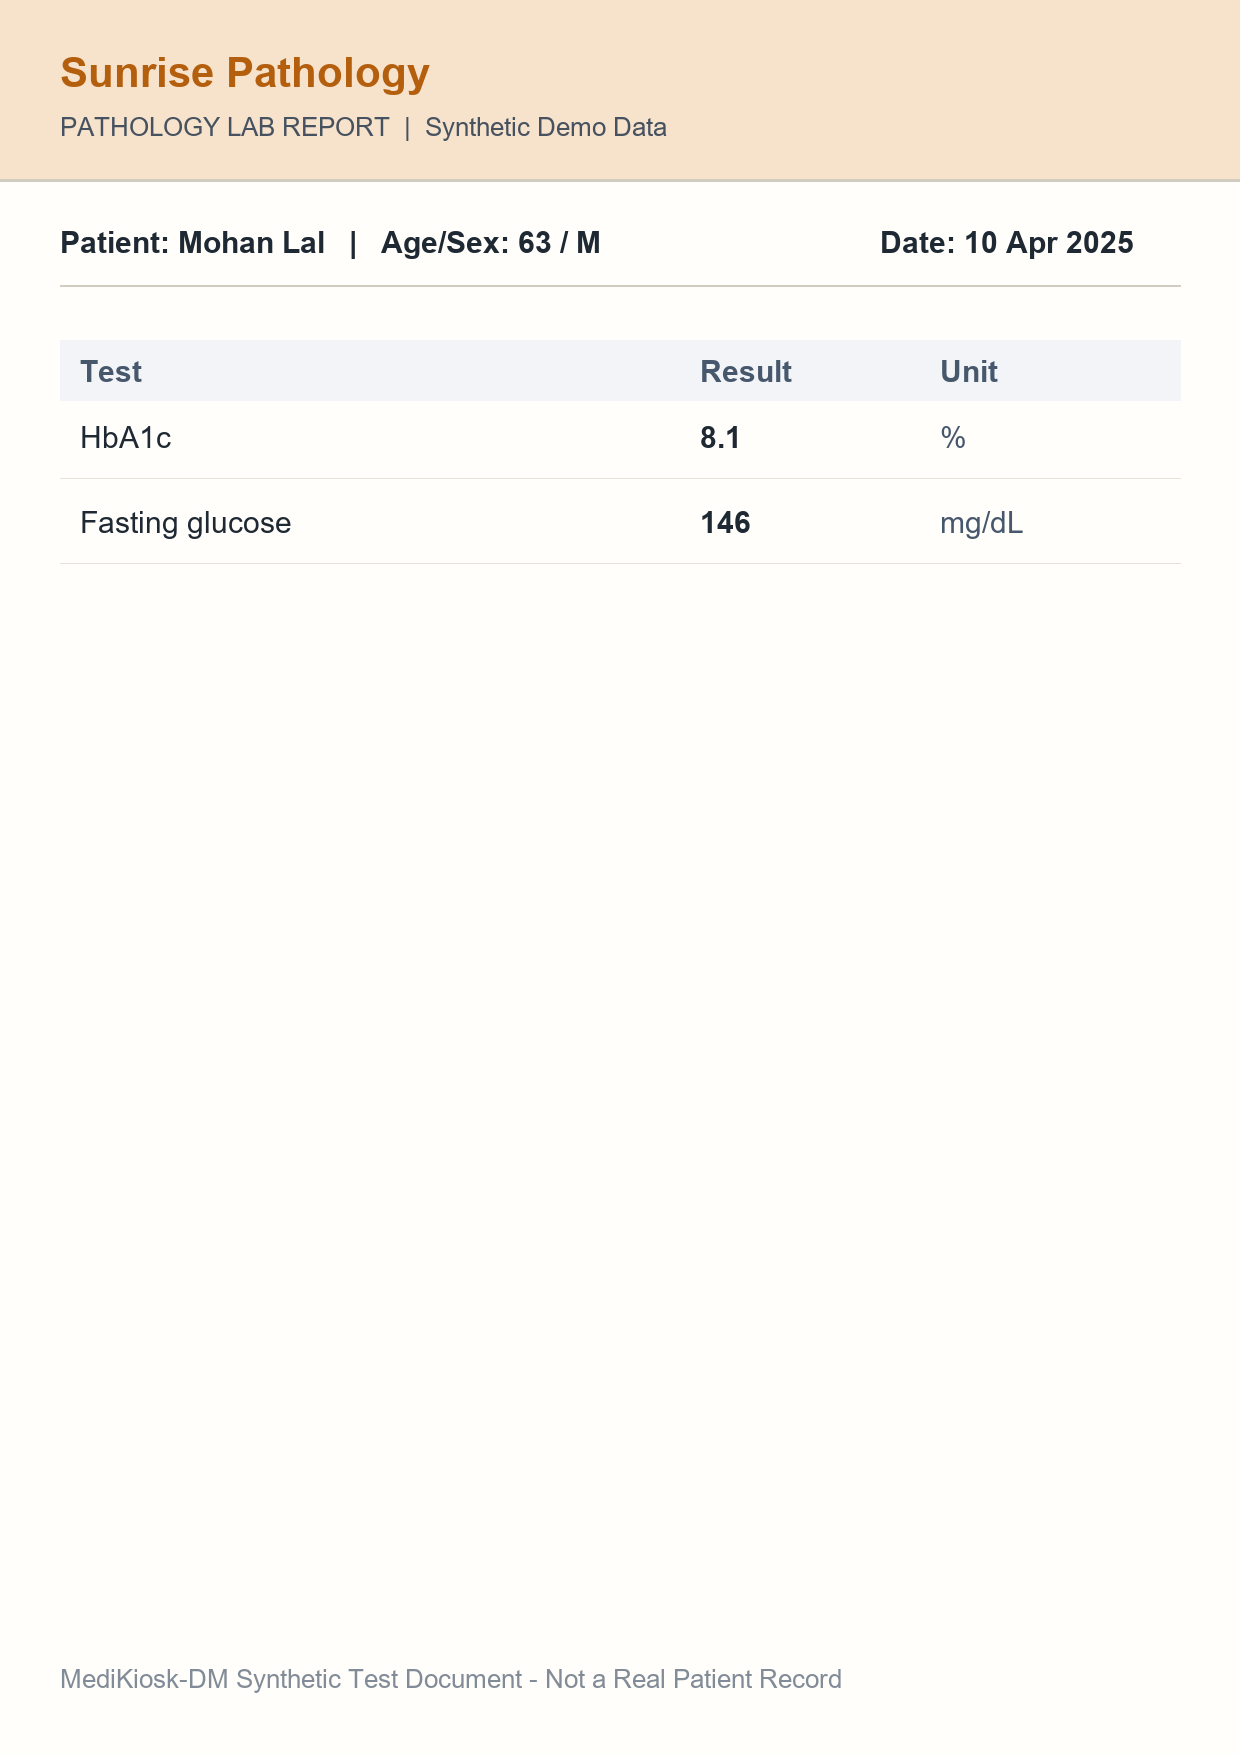 Sunrise Pathology
PATHOLOGY LAB REPORT | Synthetic Demo Data
Patient: Mohan Lal | Age/Sex: 63 / M Date: 10 Apr 2025
Test Result Unit
HbA1c 8.1 %
Fasting glucose 146 mg/dL
MediKiosk-DM Synthetic Test Document - Not a Real Patient Record